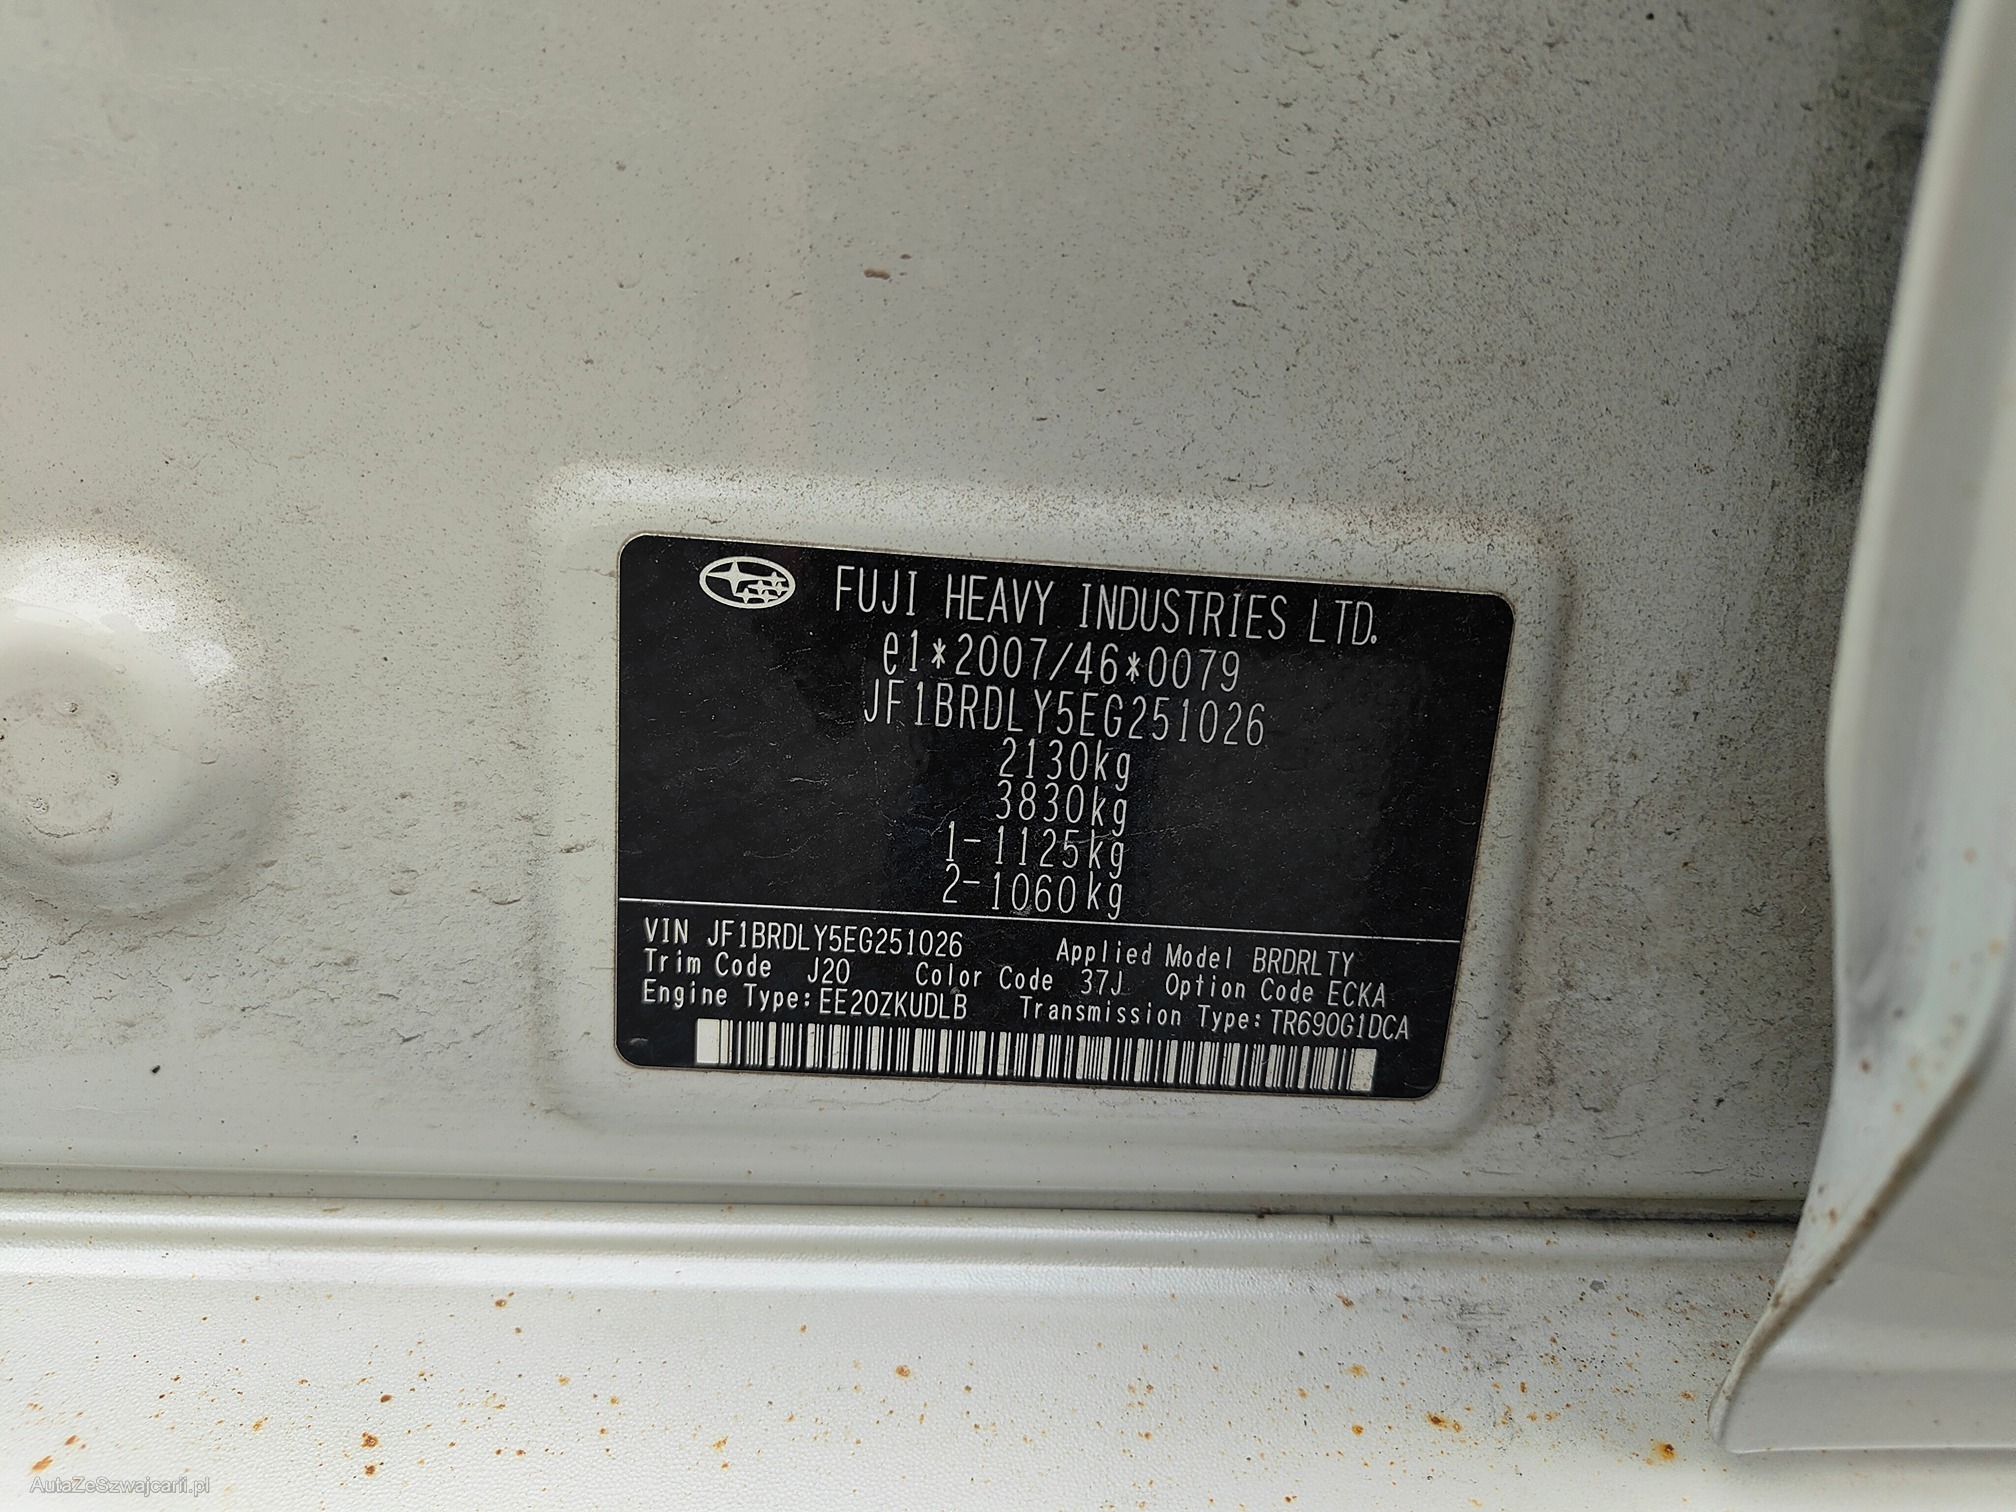 FUJI HEAVY INDUSTRIES LTD.
e1*2007/46*0079
JF1BRDLY5EG251026
2130kg
3830kg
1-1125kg
2-1060kg
VIN JF1BRDLY5EG251026 Applied Model BRDRLTY
Trim Code J20 Color Code 37J Option Code ECKA
Engine Type:EE20ZKUDLB Transmission Type:TR690G1DCA
AutaZeSzwajcarii.pl